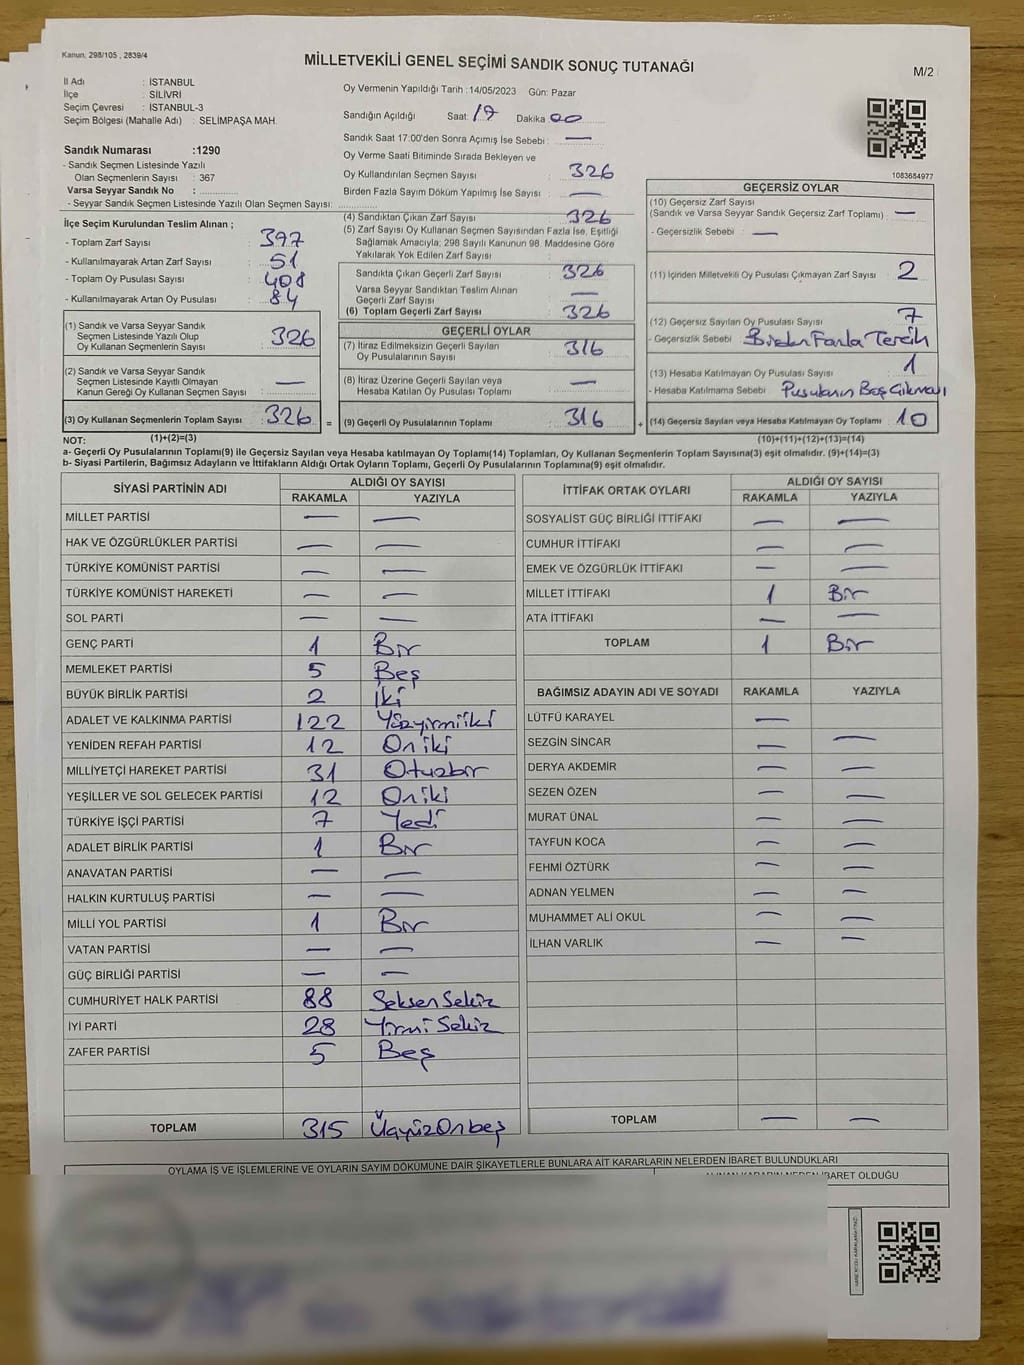 Kanun, 298/105 , 2839/4
MİLLETVEKİLİ GENEL SEÇİMİ SANDIK SONUÇ TUTANAĞI
M/2
İl Adı : İSTANBUL
İlçe : SİLİVRİ
Seçim Çevresi : İSTANBUL-3
Seçim Bölgesi (Mahalle Adı) : SELİMPAŞA MAH.
Sandık Numarası :1290
- Sandık Seçmen Listesinde Yazılı
Olan Seçmenlerin Sayısı : 367
Varsa Seyyar Sandık No :
- Seyyar Sandık Seçmen Listesinde Yazılı Olan Seçmen Sayısı:
Oy Vermenin Yapıldığı Tarih :14/05/2023 Gün: Pazar
Sandığın Açıldığı Saat: 17 Dakika 00
Sandık Saat 17:00'den Sonra Açımış İse Sebebi : —
Oy Verme Saati Bitiminde Sırada Bekleyen ve
Oy Kullandırılan Seçmen Sayısı 326
Birden Fazla Sayım Döküm Yapılmış İse Sayısı —
1083684977
İlçe Seçim Kurulundan Teslim Alınan ;
- Toplam Zarf Sayısı 397
- Kullanılmayarak Artan Zarf Sayısı 51
- Toplam Oy Pusulası Sayısı 408
- Kullanılmayarak Artan Oy Pusulası 84
(1) Sandık ve Varsa Seyyar Sandık
Seçmen Listesinde Yazılı Olup
Oy Kullanan Seçmenlerin Sayısı 326
(2) Sandık ve Varsa Seyyar Sandık
Seçmen Listesinde Kayıtlı Olmayan
Kanun Gereği Oy Kullanan Seçmen Sayısı —
(3) Oy Kullanan Seçmenlerin Toplam Sayısı 326 =
(4) Sandıktan Çıkan Zarf Sayısı 326
(5) Zarf Sayısı Oy Kullanan Seçmen Sayısından Fazla İse, Eşitliği
Sağlamak Amacıyla, 298 Sayılı Kanunun 98. Maddesine Göre
Yakılarak Yok Edilen Zarf Sayısı
Sandıkta Çıkan Geçerli Zarf Sayısı 326
Varsa Seyyar Sandıktan Teslim Alınan
Geçerli Zarf Sayısı —
(6) Toplam Geçerli Zarf Sayısı 326
GEÇERLİ OYLAR
(7) İtiraz Edilmeksizin Geçerli Sayılan
Oy Pusulalarının Sayısı 316
(8) İtiraz Üzerine Geçerli Sayılan veya
Hesaba Katılan Oy Pusulası Toplamı —
(9) Geçerli Oy Pusulalarının Toplamı 316 +
GEÇERSİZ OYLAR
(10) Geçersiz Zarf Sayısı
(Sandık ve Varsa Seyyar Sandık Geçersiz Zarf Toplamı) —
- Geçersizlik Sebebi : —
(11) İçinden Milletvekili Oy Pusulası Çıkmayan Zarf Sayısı : 2
(12) Geçersiz Sayılan Oy Pusulası Sayısı 7
- Geçersizlik Sebebi Birden Fazla Tercih
(13) Hesaba Katılmayan Oy Pusulası Sayısı : 1
- Hesaba Katılmama Sebebi : Pusulanın Boş Çıkması
(14) Geçersiz Sayılan veya Hesaba Katılmayan Oy Toplamı 10
NOT: (1)+(2)=(3) (10)+(11)+(12)+(13)=(14)
a- Geçerli Oy Pusulalarının Toplamı(9) ile Geçersiz Sayılan veya hesaba katılmayan Oy Toplamı(14) Toplamları, Oy Kullanan Seçmenlerin Toplam Sayısına(3) eşit olmalıdır. (9)+(14)=(3)
b- Siyasi Partilerin, Bağımsız Adayların ve İttifakların Aldığı Ortak Oyların Toplamı, Geçerli Oy Pusulalarının Toplamına(9) eşit olmalıdır.
SİYASİ PARTİNİN ADI ALDIĞI OY SAYISI
RAKAMLA YAZIYLA
MİLLET PARTİSİ — —
HAK VE ÖZGÜRLÜKLER PARTİSİ — —
TÜRKİYE KOMÜNİST PARTİSİ — —
TÜRKİYE KOMÜNİST HAREKETİ — —
SOL PARTİ — —
GENÇ PARTİ 1 Bir
MEMLEKET PARTİSİ 5 Beş
BÜYÜK BİRLİK PARTİSİ 2 İki
ADALET VE KALKINMA PARTİSİ 122 Yüzyirmiiki
YENİDEN REFAH PARTİSİ 12 Oniki
MİLLİYETÇİ HAREKET PARTİSİ 31 Otuzbir
YEŞİLLER VE SOL GELECEK PARTİSİ 12 Oniki
TÜRKİYE İŞÇİ PARTİSİ 7 Yedi
ADALET BİRLİK PARTİSİ 1 Bir
ANAVATAN PARTİSİ — —
HALKIN KURTULUŞ PARTİSİ — —
MİLLİ YOL PARTİSİ 1 Bir
VATAN PARTİSİ — —
GÜÇ BİRLİĞİ PARTİSİ — —
CUMHURİYET HALK PARTİSİ 88 Seksen Sekiz
İYİ PARTİ 28 Yirmi Sekiz
ZAFER PARTİSİ 5 Beş
TOPLAM 315 Üçyüzonbeş
İTTİFAK ORTAK OYLARI ALDIĞI OY SAYISI
RAKAMLA YAZIYLA
SOSYALİST GÜÇ BİRLİĞİ İTTİFAKI — —
CUMHUR İTTİFAKI — —
EMEK VE ÖZGÜRLÜK İTTİFAKI — —
MİLLET İTTİFAKI 1 Bir
ATA İTTİFAKI — —
TOPLAM 1 Bir
BAĞIMSIZ ADAYIN ADI VE SOYADI RAKAMLA YAZIYLA
LÜTFÜ KARAYEL —
SEZGİN SİNCAR — —
DERYA AKDEMİR — —
SEZEN ÖZEN — —
MURAT ÜNAL — —
TAYFUN KOCA — —
FEHMİ ÖZTÜRK — —
ADNAN YELMEN — —
MUHAMMET ALİ OKUL — —
İLHAN VARLIK — —
TOPLAM — —
OYLAMA İŞ VE İŞLEMLERİNE VE OYLARIN SAYIM DÖKÜMÜNE DAİR ŞİKAYETLERLE BUNLARA AİT KARARLARIN NELERDEN İBARET BULUNDUKLARI
ALINAN KARARIN NEDEN İBARET OLDUĞU